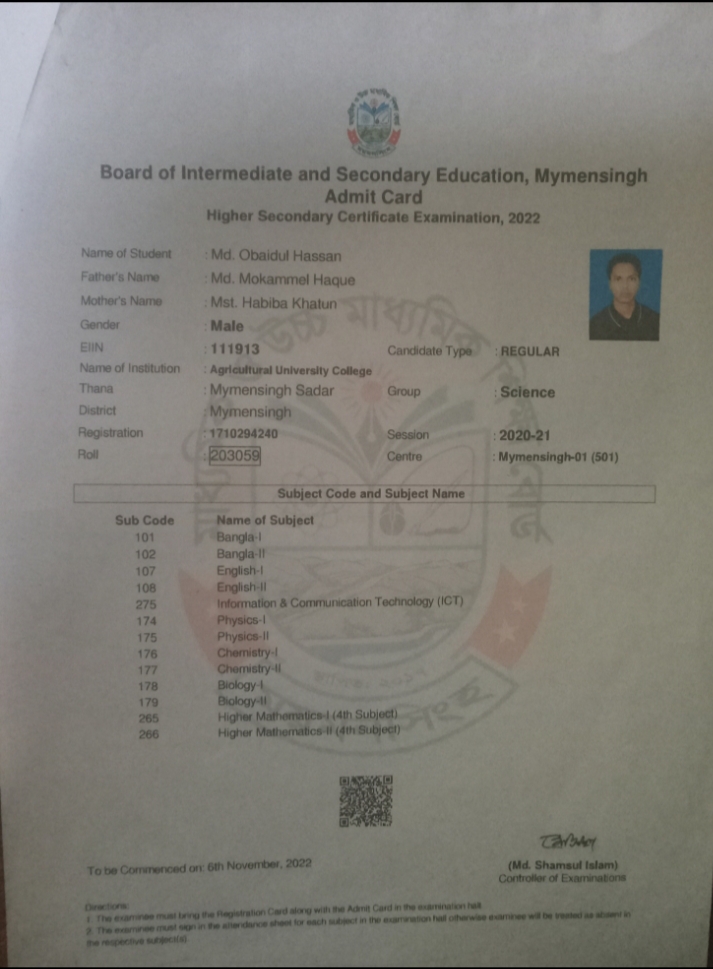 Board of Intermediate and Secondary Education, Mymensingh
Admit Card
Higher Secondary Certificate Examination, 2022
Name of Student : Md. Obaidul Hassan
Father's Name : Md. Mokammel Haque
Mother's Name : Mst. Habiba Khatun
Gender : Male
EIIN : 111913 Candidate Type : REGULAR
Name of Institution : Agricultural University College
Thana : Mymensingh Sadar Group : Science
District : Mymensingh
Registration : 1710294240 Session : 2020-21
Roll : 203059 Centre : Mymensingh-01 (501)
Subject Code and Subject Name
Sub Code Name of Subject
101 Bangla-I
102 Bangla-II
107 English-I
108 English-II
275 Information & Communication Technology (ICT)
174 Physics-I
175 Physics-II
176 Chemistry-I
177 Chemistry-II
178 Biology-I
179 Biology-II
265 Higher Mathematics-I (4th Subject)
266 Higher Mathematics-II (4th Subject)
To be Commenced on: 6th November, 2022
(Md. Shamsul Islam)
Controller of Examinations
Directions:
1. The examinee must bring the Registration Card along with the Admit Card in the examination hall.
2. The examinee must sign in the attendance sheet for each subject in the examination hall otherwise examinee will be treated as absent in
the respective subject(s).